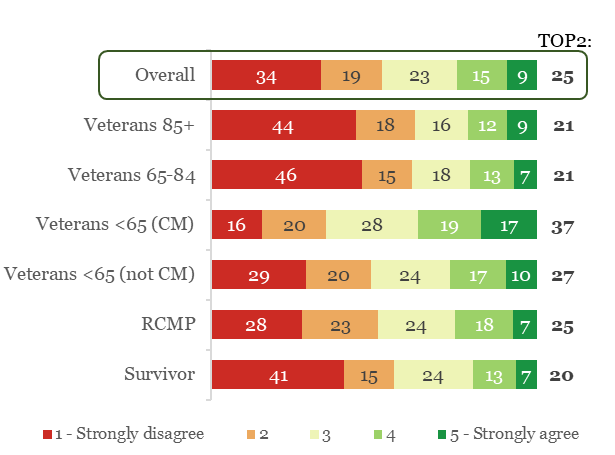 TOP2:
Overall 34 19 23 15 9 25
Veterans 85+ 44 18 16 12 9 21
Veterans 65-84 46 15 18 13 7 21
Veterans <65 (CM) 16 20 28 19 17 37
Veterans <65 (not CM) 29 20 24 17 10 27
RCMP 28 23 24 18 7 25
Survivor 41 15 24 13 7 20
1 - Strongly disagree 2 3 4 5 - Strongly agree